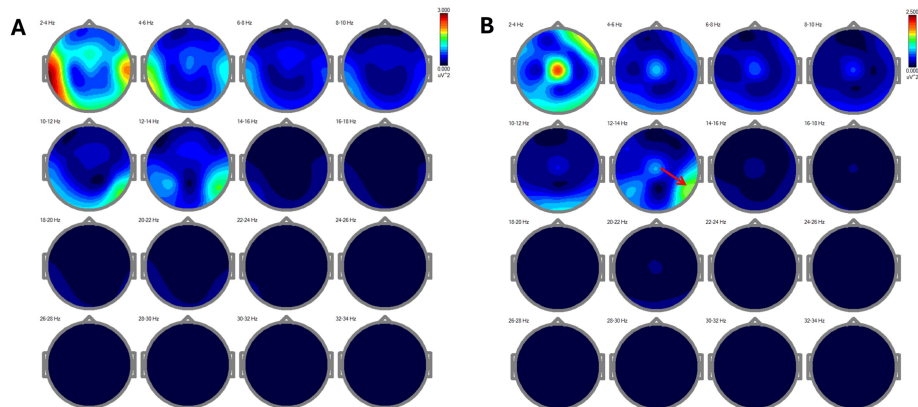 A
2-4 Hz 4-6 Hz 6-8 Hz 8-10 Hz
3.000
0.000
uV^2
10-12 Hz 12-14 Hz 14-16 Hz 16-18 Hz
18-20 Hz 20-22 Hz 22-24 Hz 24-26 Hz
26-28 Hz 28-30 Hz 30-32 Hz 32-34 Hz
B
2-4 Hz 4-6 Hz 6-8 Hz 8-10 Hz
2.500
0.000
uV^2
10-12 Hz 12-14 Hz 14-16 Hz 16-18 Hz
18-20 Hz 20-22 Hz 22-24 Hz 24-26 Hz
26-28 Hz 28-30 Hz 30-32 Hz 32-34 Hz